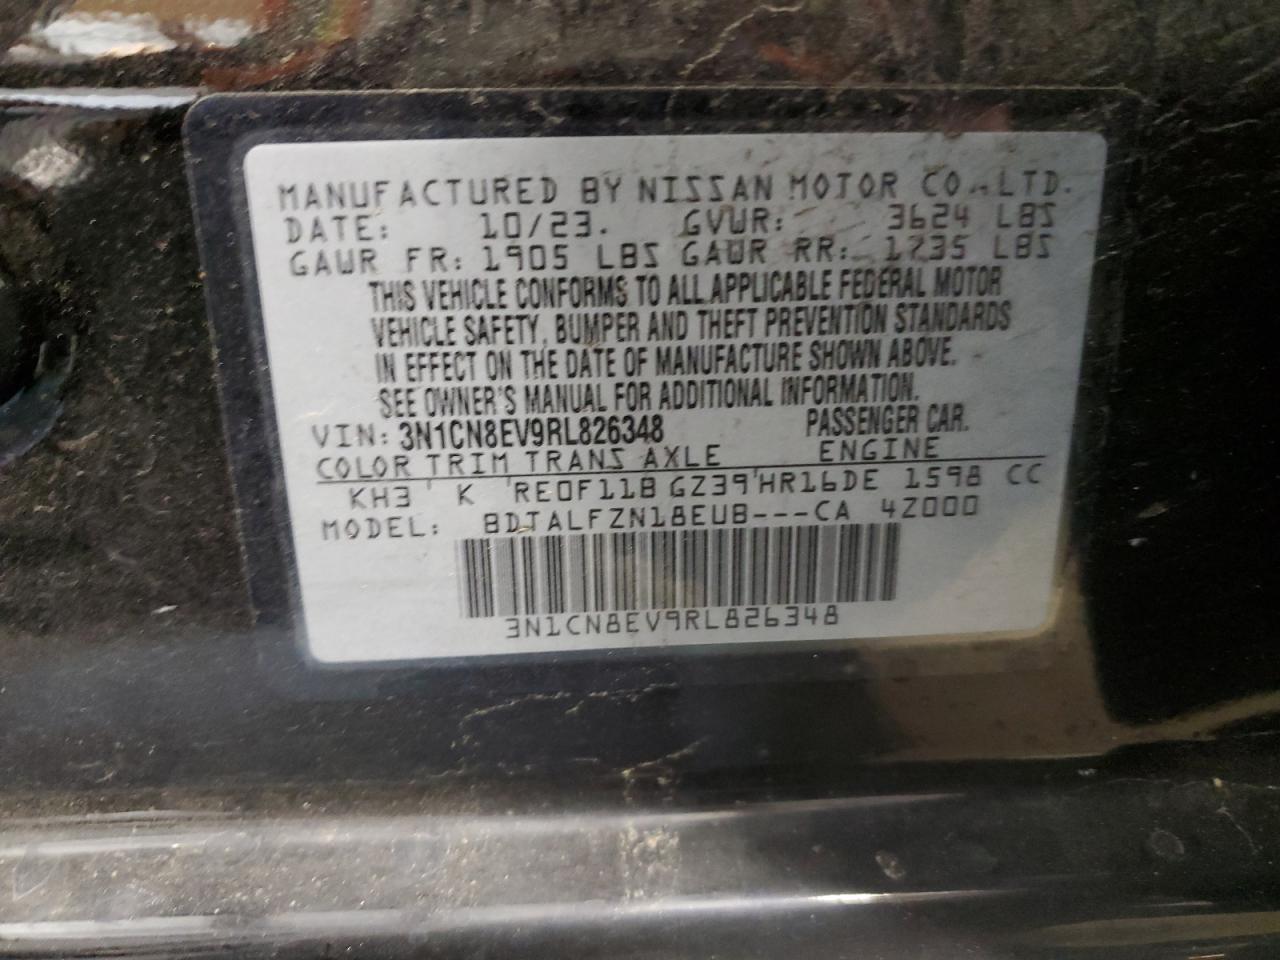 MANUFACTURED BY NISSAN MOTOR CO.,LTD.
DATE: 10/23. GVWR: 3624 LBS
GAWR FR: 1905 LBS GAWR RR: 1735 LBS
THIS VEHICLE CONFORMS TO ALL APPLICABLE FEDERAL MOTOR
VEHICLE SAFETY, BUMPER AND THEFT PREVENTION STANDARDS
IN EFFECT ON THE DATE OF MANUFACTURE SHOWN ABOVE.
SEE OWNER'S MANUAL FOR ADDITIONAL INFORMATION.
VIN: 3N1CN8EV9RL826348 PASSENGER CAR.
COLOR TRIM TRANS AXLE ENGINE
KH3 K RE0F11B GZ39 HR16DE 1598 CC
MODEL: BDTALFZN18EUB---CA 4Z000
3N1CN8EV9RL826348